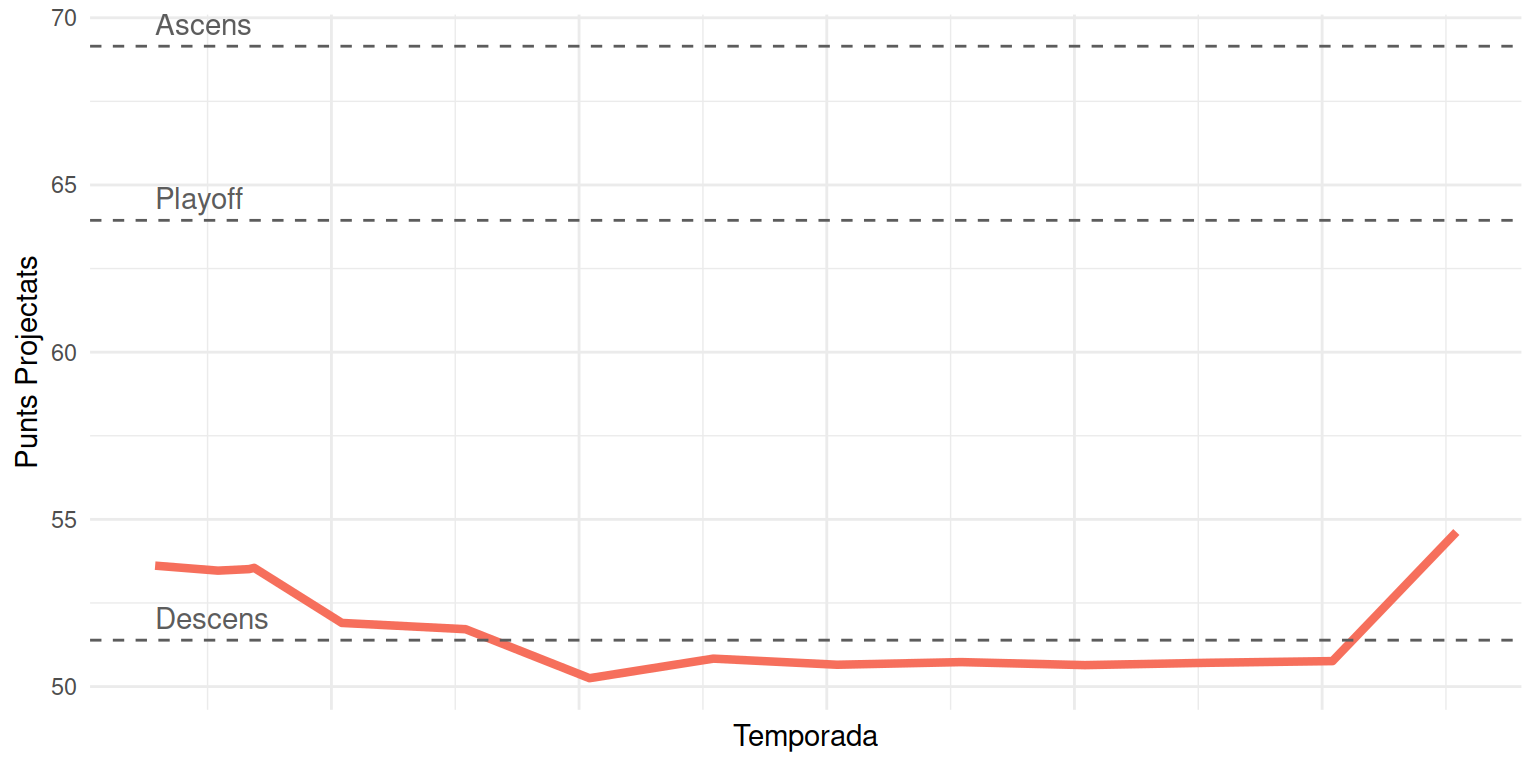 70
Ascens
65
Playoff
60
Punts Projectats
55
Descens
50
Temporada